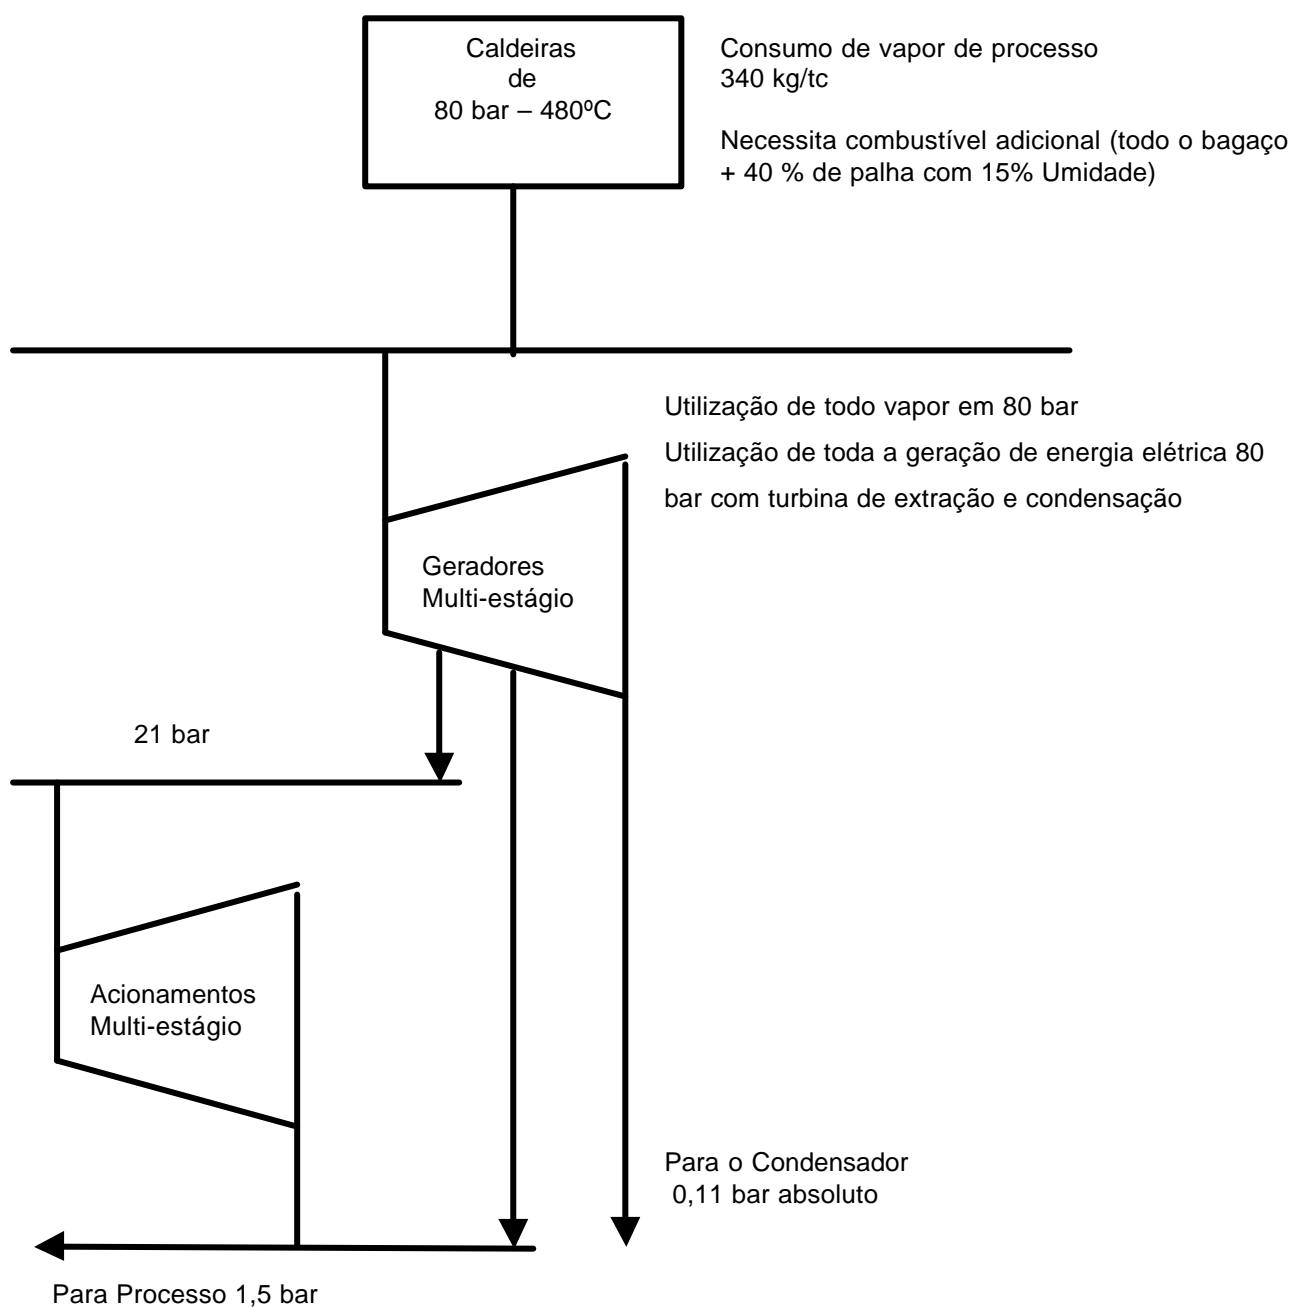 Caldeiras
de
80 bar – 480ºC
Consumo de vapor de processo
340 kg/tc
Necessita combustível adicional (todo o bagaço
+ 40 % de palha com 15% Umidade)
Utilização de todo vapor em 80 bar
Utilização de toda a geração de energia elétrica 80
bar com turbina de extração e condensação
Geradores
Multi-estágio
21 bar
Acionamentos
Multi-estágio
Para o Condensador
0,11 bar absoluto
Para Processo 1,5 bar